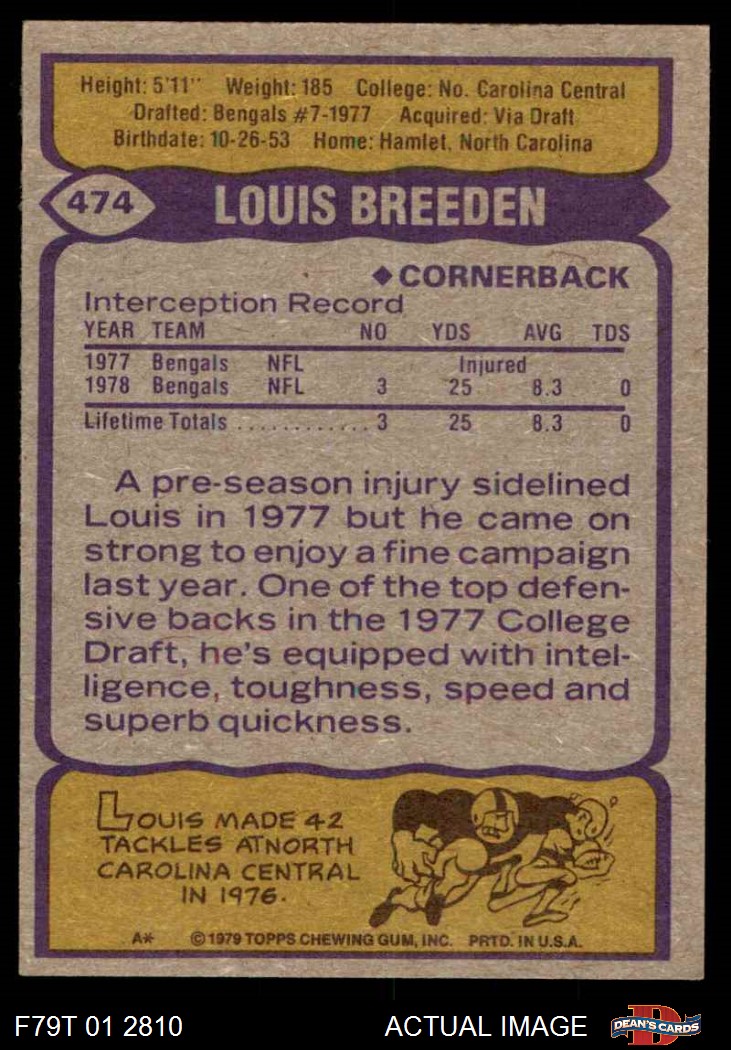 Height: 5'11" Weight: 185 College: No. Carolina Central
Drafted: Bengals #7-1977 Acquired: Via Draft
Birthdate: 10-26-53 Home: Hamlet, North Carolina
474 LOUIS BREEDEN
◆ CORNERBACK
Interception Record
YEAR TEAM NO YDS AVG TDS
1977 Bengals NFL Injured
1978 Bengals NFL 3 25 8.3 0
Lifetime Totals ............ 3 25 8.3 0
A pre-season injury sidelined
Louis in 1977 but he came on
strong to enjoy a fine campaign
last year. One of the top defen-
sive backs in the 1977 College
Draft, he's equipped with intel-
ligence, toughness, speed and
superb quickness.
LOUIS MADE 42
TACKLES AT NORTH
CAROLINA CENTRAL
IN 1976.
A* © 1979 TOPPS CHEWING GUM, INC. PRTD. IN U.S.A.
F79T 01 2810 ACTUAL IMAGE D DEAN'S CARDS